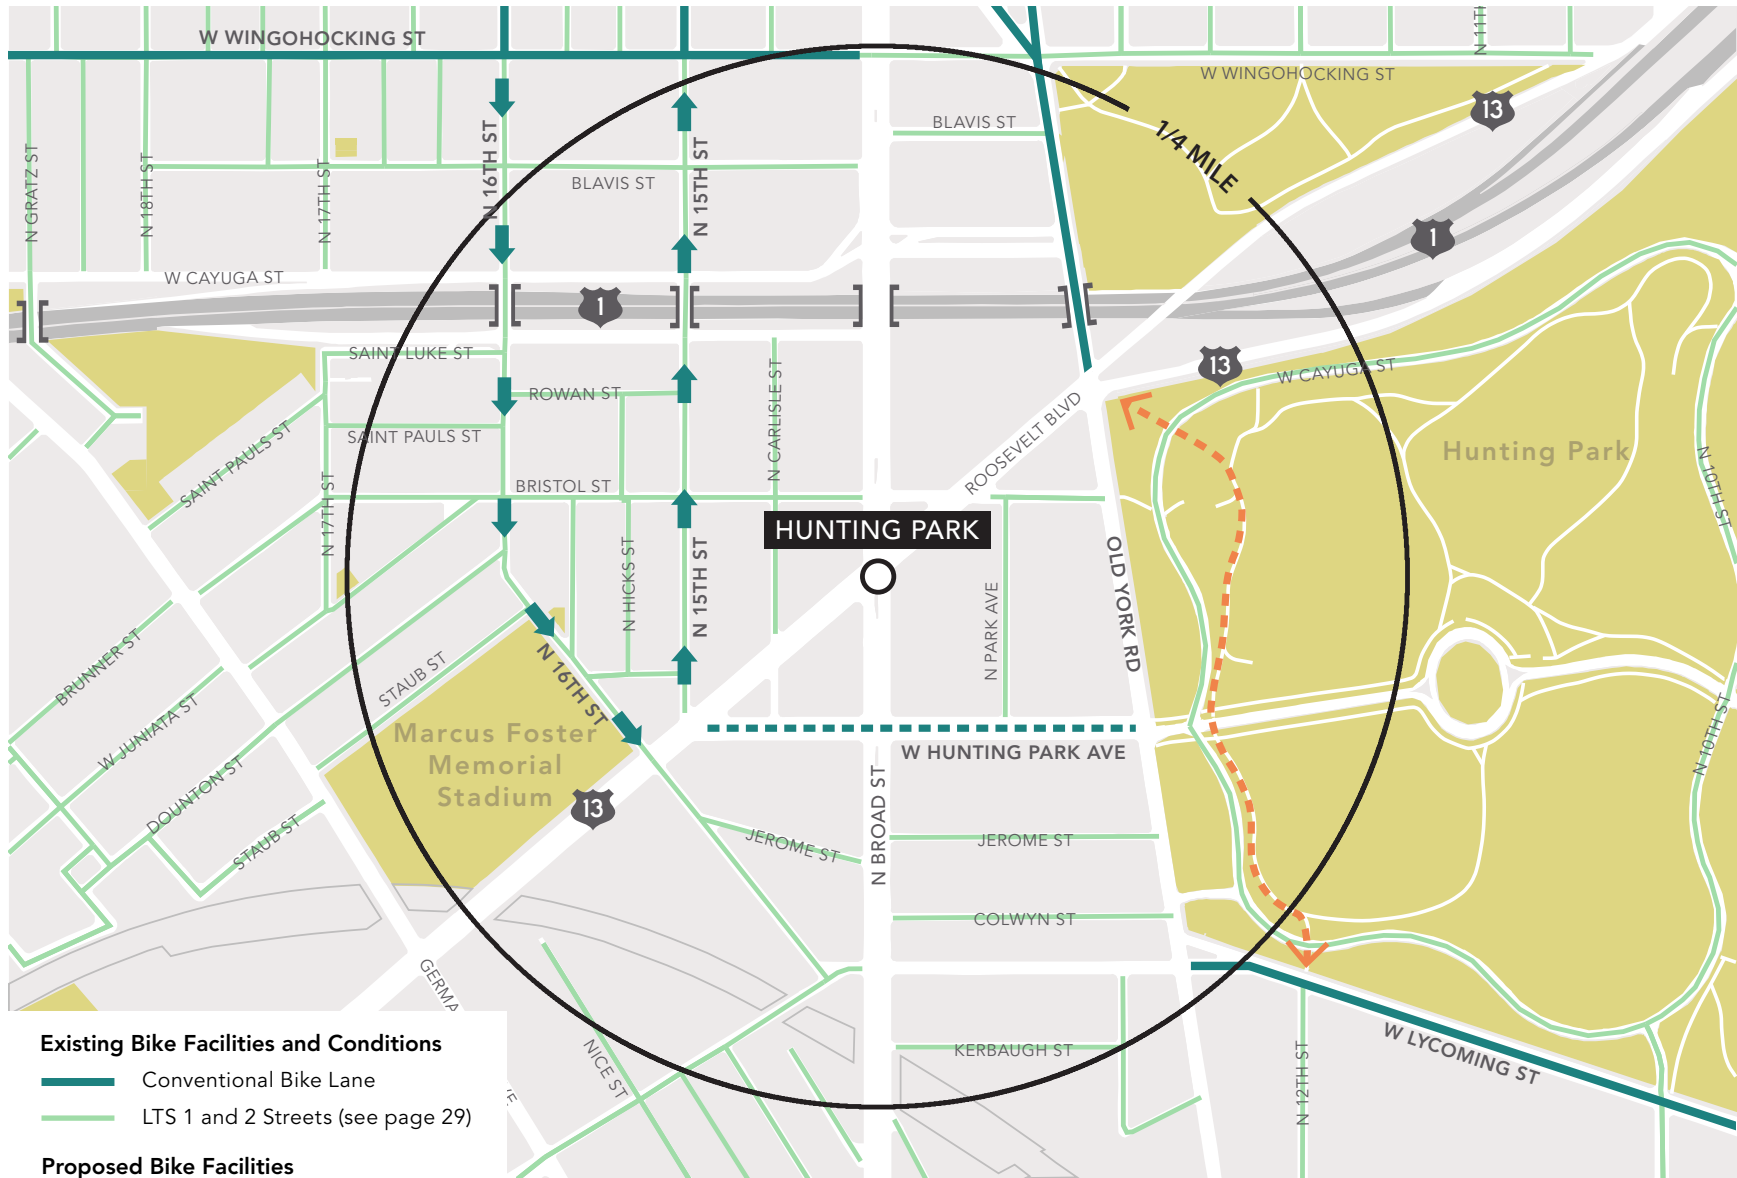 W WINGOHOCKING ST
N 11TH
W WINGOHOCKING ST
13
BLAVIS ST
1/4 MILE
N GRATZ ST
N 18TH ST
N 17TH ST
N 16TH ST
BLAVIS ST
N 15TH ST
1
W CAYUGA ST
1
SAINT LUKE ST
13
W CAYUGA ST
ROWAN ST
N CARLISLE ST
ROOSEVELT BLVD
SAINT PAULS ST
SAINT PAULS ST
Hunting Park
N 10TH ST
BRISTOL ST
N 17TH ST
HUNTING PARK
N HICKS ST
N 15TH ST
N PARK AVE
OLD YORK RD
BRUNNER ST
STAUB ST
N 16TH ST
W JUNIATA ST
Marcus Foster
Memorial
Stadium
W HUNTING PARK AVE
N 10TH ST
DOUNTON ST
13
N BROAD ST
STAUB ST
JEROME ST
JEROME ST
COLWYN ST
GERMA
NICE ST
KERBAUGH ST
N 12TH ST
W LYCOMING ST
Existing Bike Facilities and Conditions
Conventional Bike Lane
LTS 1 and 2 Streets (see page 29)
Proposed Bike Facilities